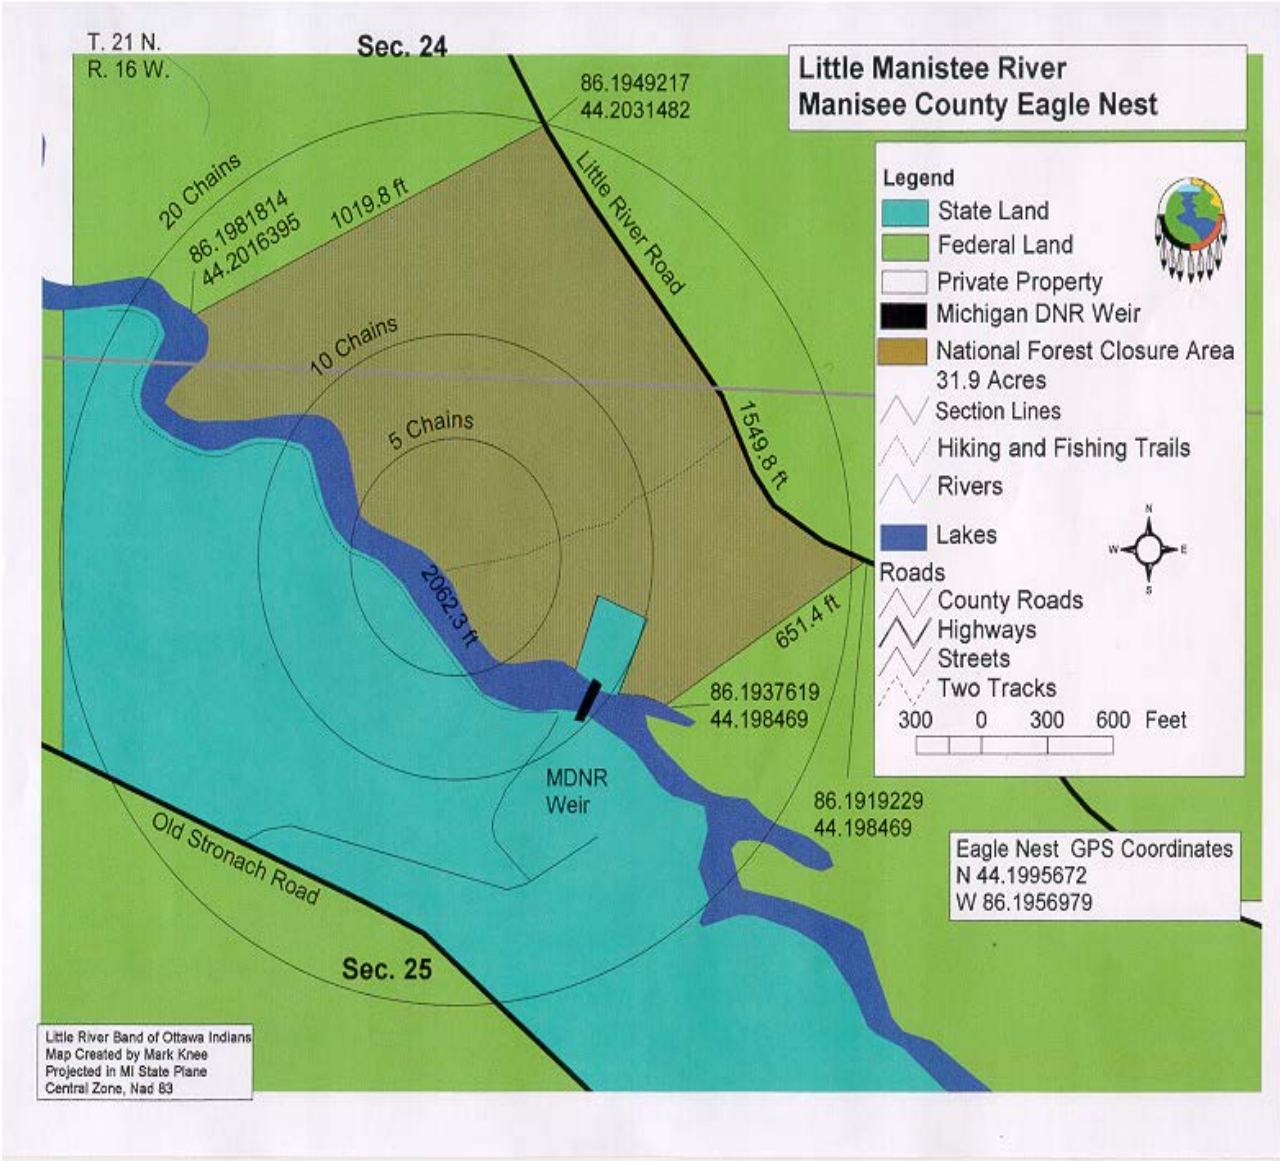 T. 21 N.
R. 16 W.
Sec. 24
86.1949217
44.2031482
Little Manistee River
Manisee County Eagle Nest
20 Chains
86.1981814
44.2016395
1019.8 ft
Little River Road
10 Chains
5 Chains
1549.8 ft
2062.3 ft
651.4 ft
86.1937619
44.198469
MDNR
Weir
86.1919229
44.198469
Old Stronach Road
Sec. 25
Legend
State Land
Federal Land
Private Property
Michigan DNR Weir
National Forest Closure Area
31.9 Acres
Section Lines
Hiking and Fishing Trails
Rivers
Lakes
N
W
E
S
Roads
County Roads
Highways
Streets
Two Tracks
300 0 300 600 Feet
Eagle Nest GPS Coordinates
N 44.1995672
W 86.1956979
Little River Band of Ottawa Indians
Map Created by Mark Knee
Projected in MI State Plane
Central Zone, Nad 83